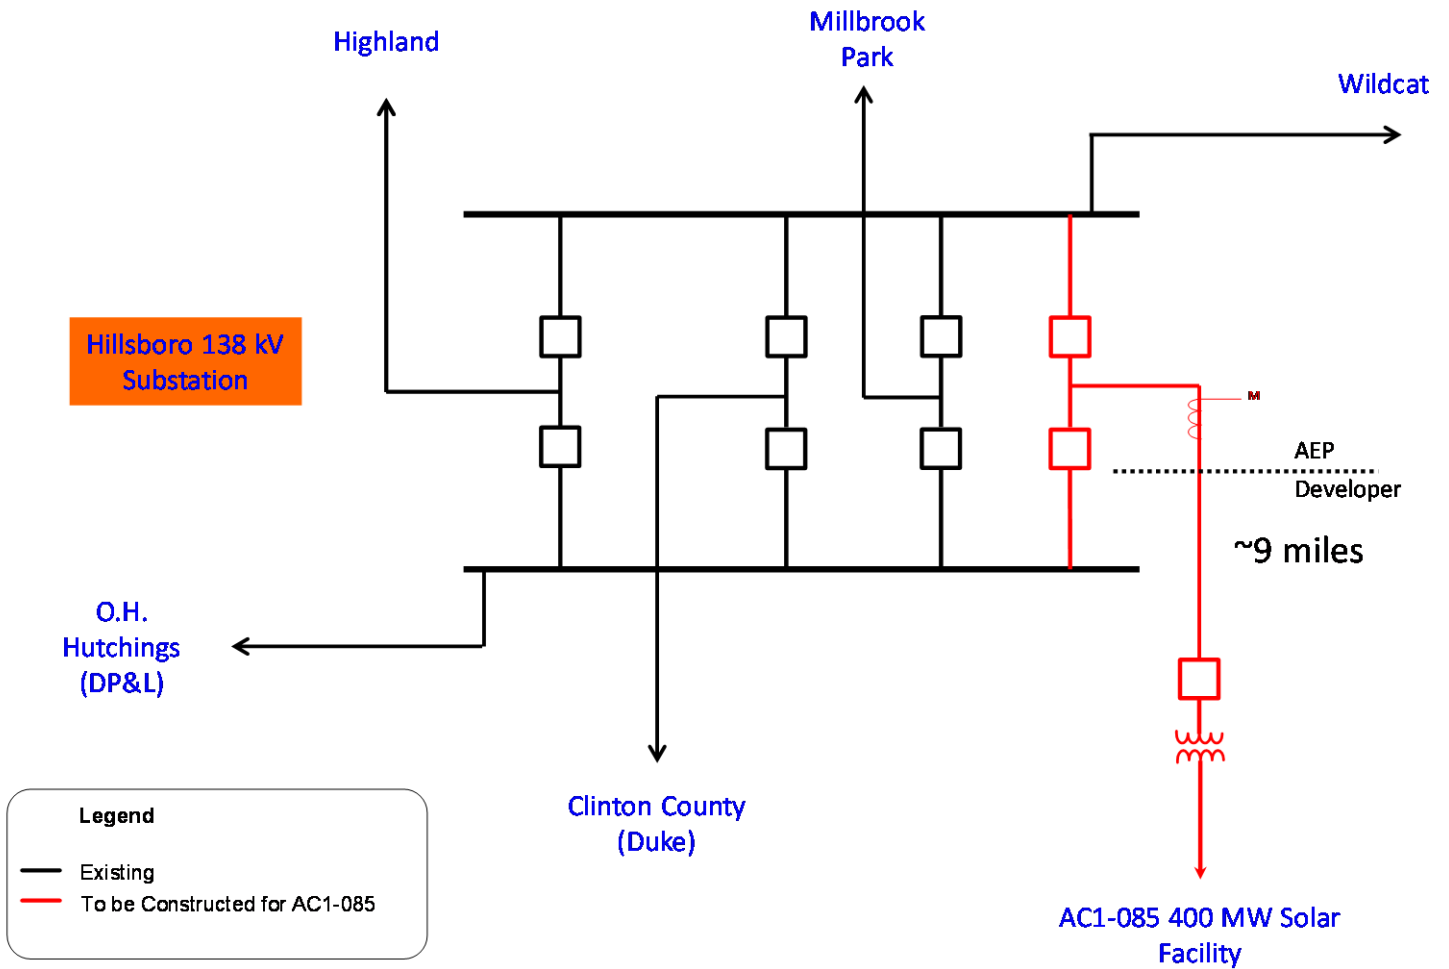 Highland
Millbrook
Park
Wildcat
Hillsboro 138 kV
Substation
M
AEP
Developer
~9 miles
O.H.
Hutchings
(DP&L)
Clinton County
(Duke)
Legend
Existing
To be Constructed for AC1-085
AC1-085 400 MW Solar
Facility